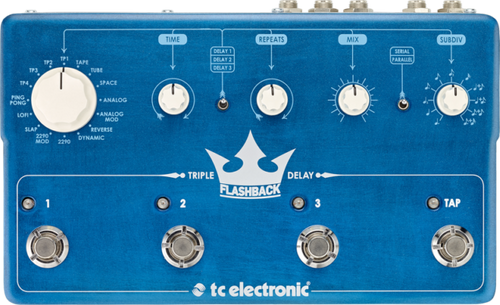 TIME
DELAY 1
DELAY 2
DELAY 3
REPEATS
MIX
SERIAL
PARALLEL
SUBDIV
TP1
TAPE
TUBE
SPACE
ANALOG
ANALOG
MOD
REVERSE
DYNAMIC
2290
2290
MOD
SLAP
LOFI
PING
PONG
TP4
TP3
TP2
TRIPLE
FLASHBACK
DELAY
1
2
3
TAP
tc electronic